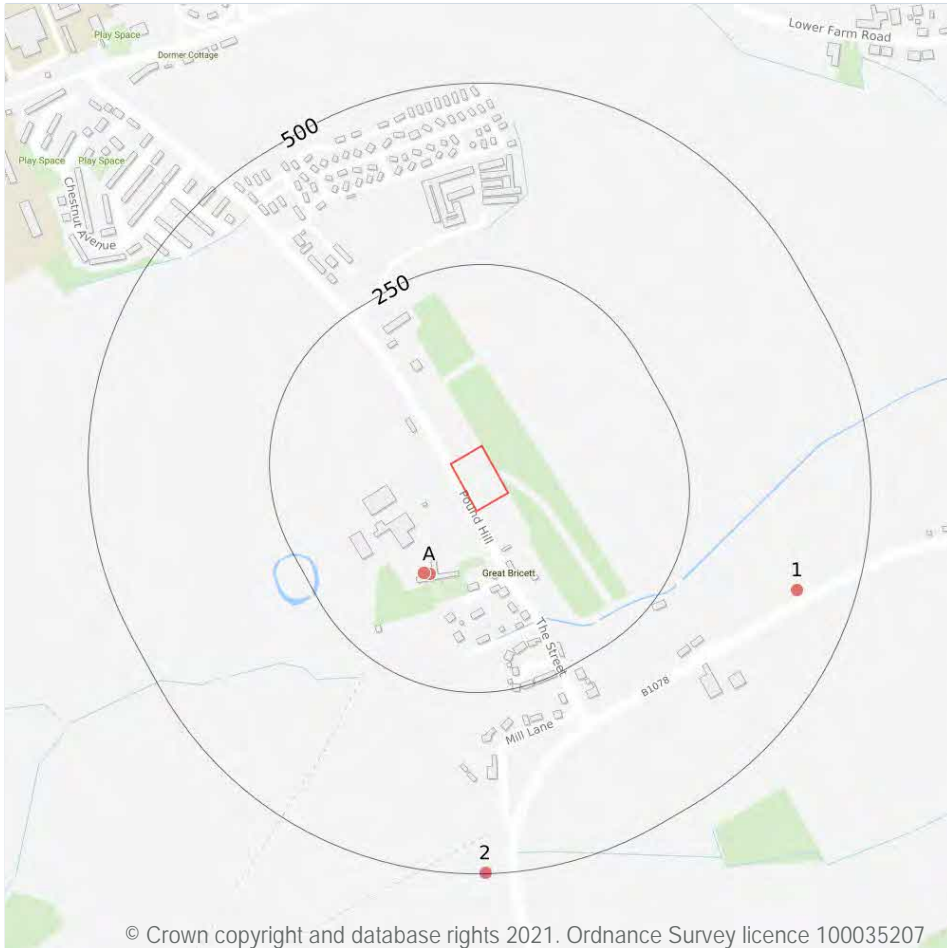 Play Space
Dormer Cottage
Lower Farm Road
500
Play Space
Play Space
Chestnut Avenue
250
Pound Hill
A
Great Bricett
1
The Street
B1078
Mill Lane
2
© Crown copyright and database rights 2021. Ordnance Survey licence 100035207